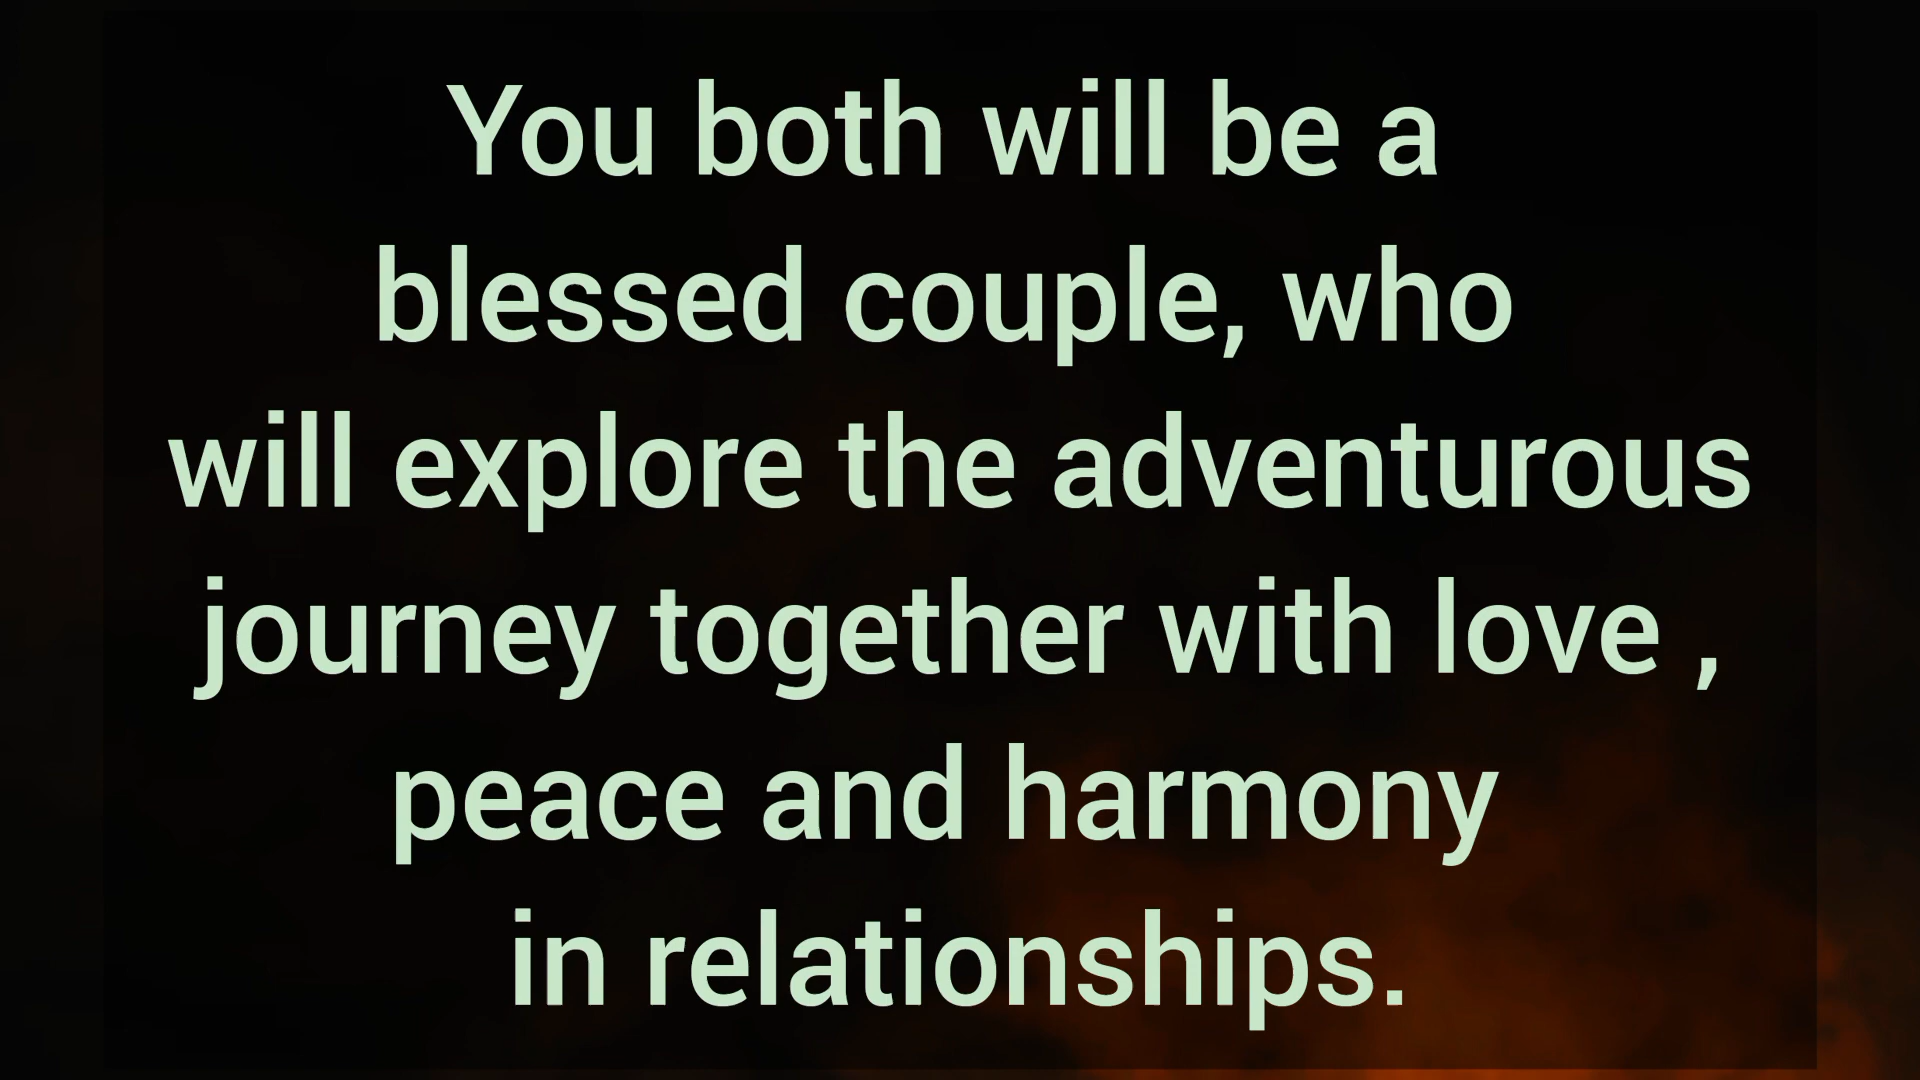 You both will be a
blessed couple, who
will explore the adventurous
journey together with love ,
peace and harmony
in relationships.